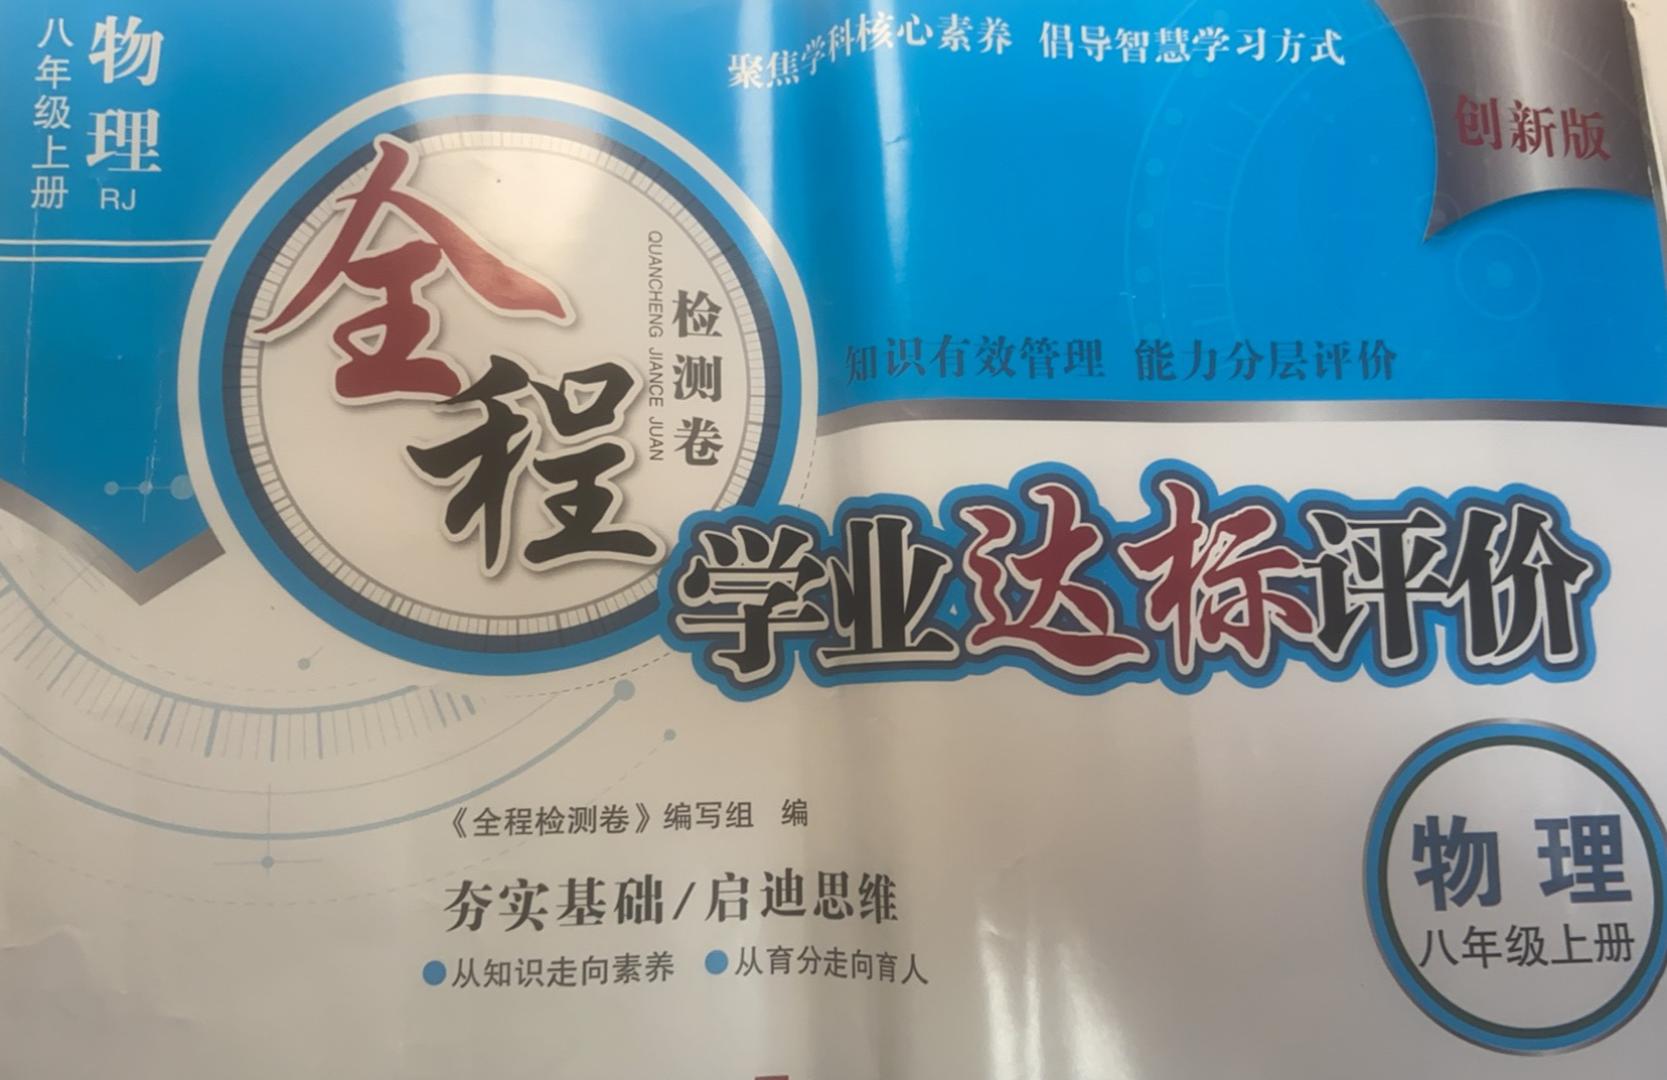 物理
八年级上册
RJ
聚焦学科核心素养 倡导智慧学习方式
创新版
全程
检测卷
QUANCHENG JIANCE JUAN
知识有效管理 能力分层评价
学业达标评价
《全程检测卷》编写组 编
夯实基础/启迪思维
●从知识走向素养 ●从育分走向育人
物理
八年级上册